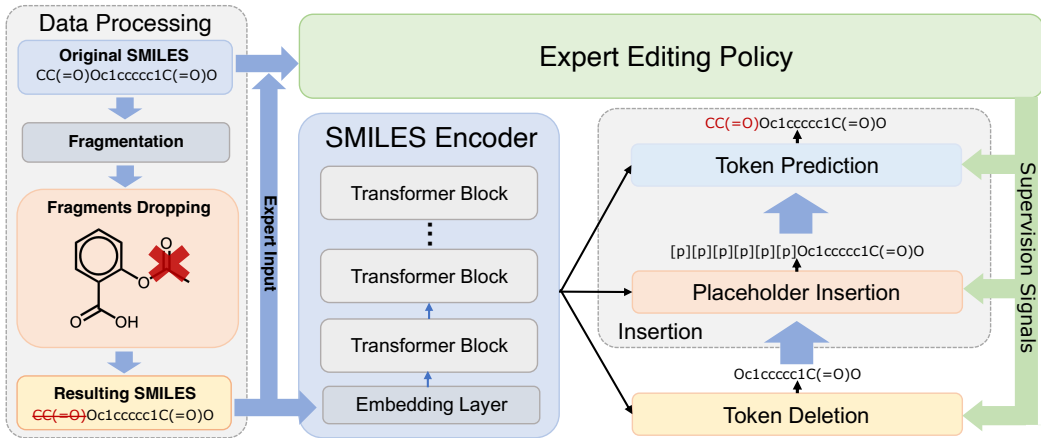 Data Processing
Original SMILES
CC(=O)Oc1ccccc1C(=O)O
Fragmentation
Fragments Dropping
O
O
O
OH
Resulting SMILES
CC(=O)Oc1ccccc1C(=O)O
Expert Input
Expert Editing Policy
SMILES Encoder
Transformer Block
...
Transformer Block
Transformer Block
Embedding Layer
CC(=O)Oc1ccccc1C(=O)O
Token Prediction
[p][p][p][p][p][p]Oc1ccccc1C(=O)O
Placeholder Insertion
Insertion
Oc1ccccc1C(=O)O
Token Deletion
Supervision Signals